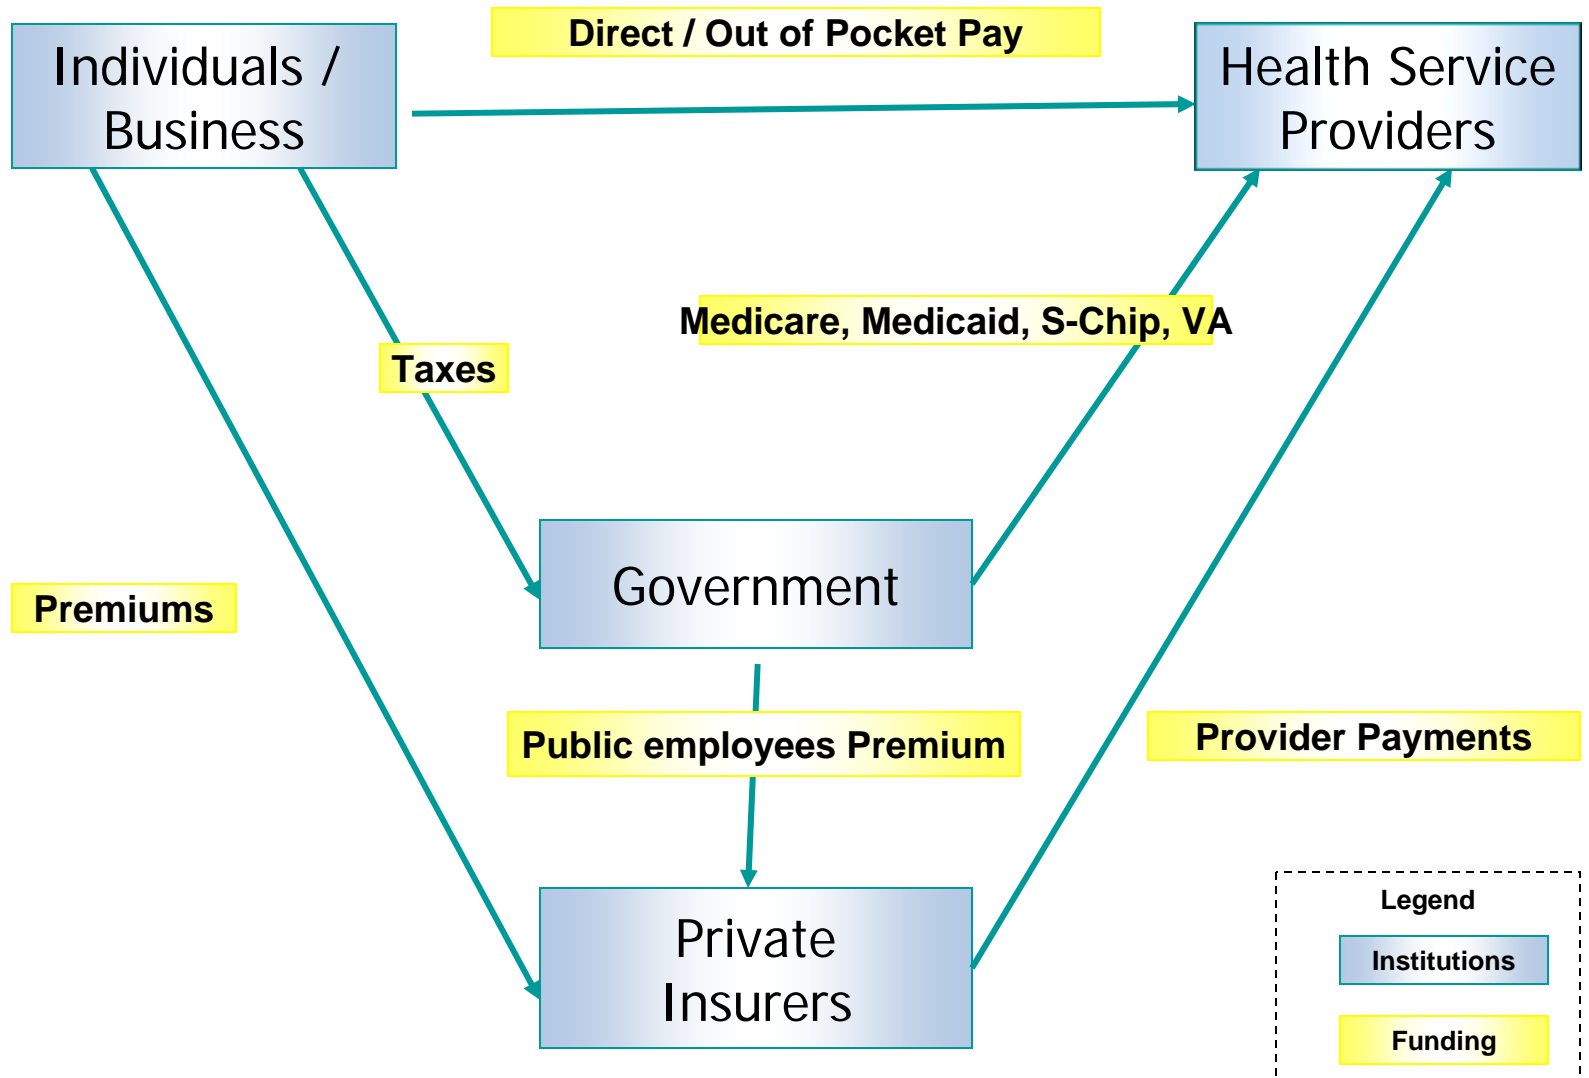 Direct / Out of Pocket Pay
Individuals /
Business
Health Service
Providers
Medicare, Medicaid, S-Chip, VA
Taxes
Government
Premiums
Public employees Premium
Provider Payments
Private
Insurers
Legend
Institutions
Funding